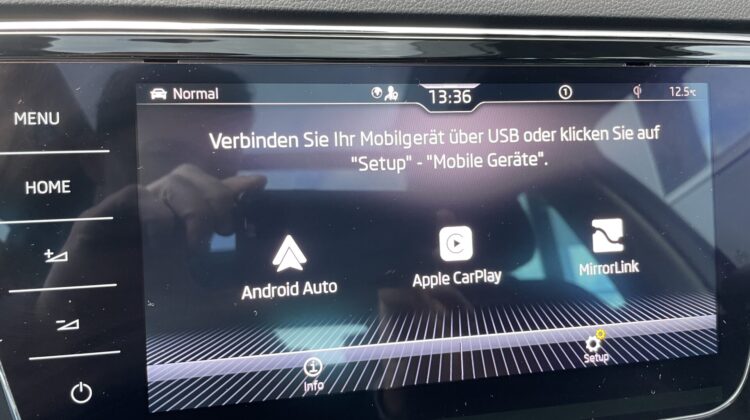 Normal
13:36
1
12.5°C
MENU
HOME
Verbinden Sie Ihr Mobilgerät über USB oder klicken Sie auf
"Setup" - "Mobile Geräte".
Android Auto
Apple CarPlay
MirrorLink
Info
Setup